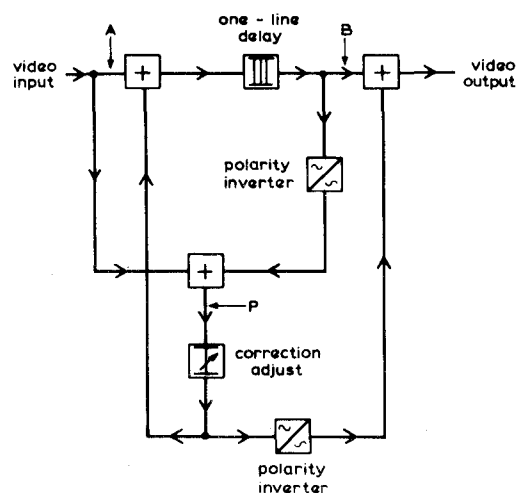 A
one - line
delay
B
video
input
+
+
video
output
polarity
inverter
+
P
correction
adjust
polarity
inverter